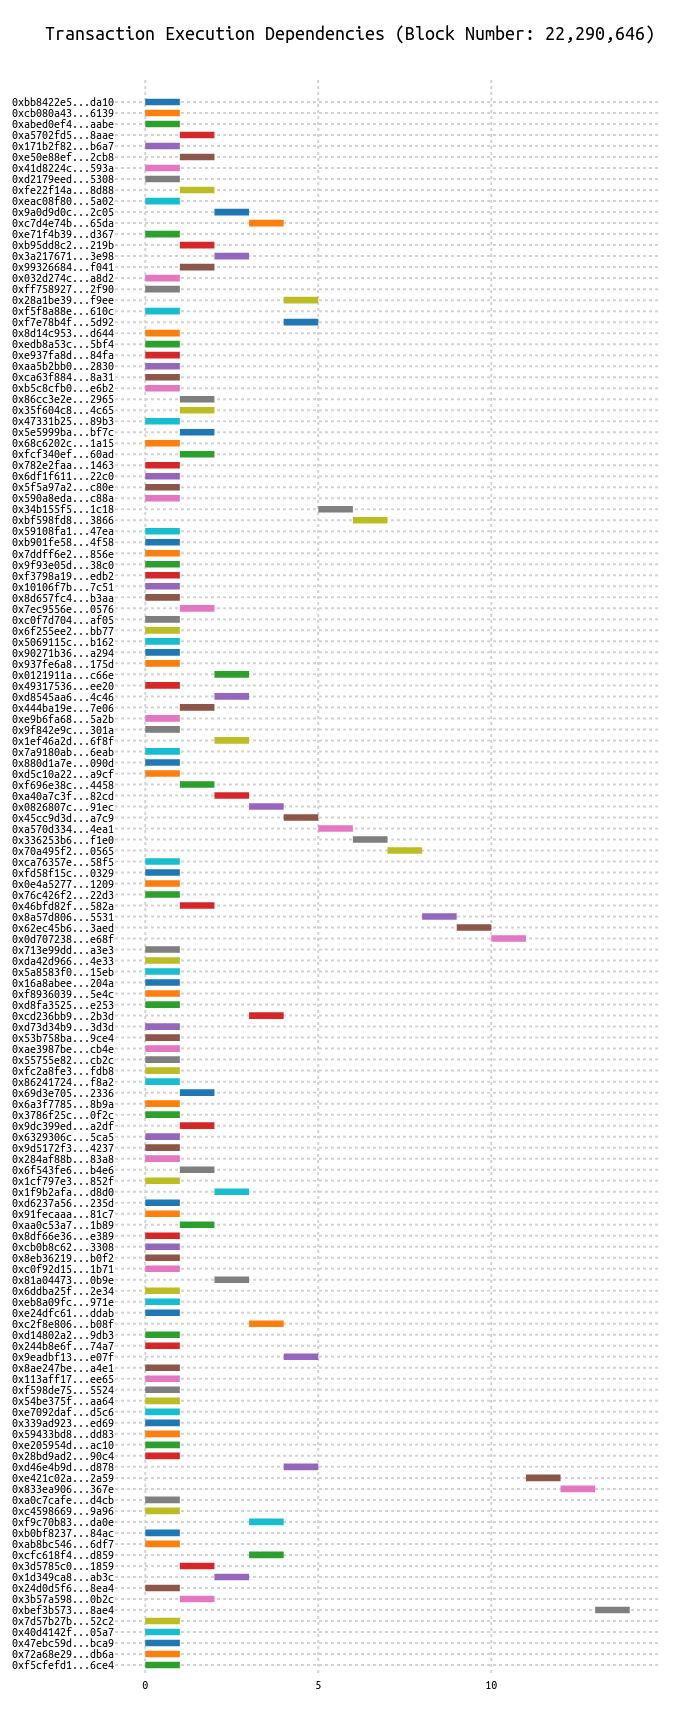 Transaction Execution Dependencies (Block Number: 22,290,646)
0xbb8422e5...da10
0xcb080a43...6139
0xabed0ef4...aabe
0xa5702fd5...8aae
0x171b2f82...b6a7
0xe50e88ef...2cb8
0x41d8224c...593a
0xd2179eed...5308
0xfe22f14a...8d88
0xeac08f80...5a02
0x9a0d9d0c...2c05
0xc7d4e74b...65da
0xe71f4b39...d367
0xb95dd8c2...219b
0x3a217671...3e98
0x99326684...f041
0x032d274c...a8d2
0xff758927...2f90
0x28a1be39...f9ee
0xf5f8a88e...610c
0xf7e78b4f...5d92
0x8d14c953...d644
0xedb8a53c...5bf4
0xe937fa8d...84fa
0xaa5b2bb0...2830
0xca63f884...8a31
0xb5c8cfb0...e6b2
0x86cc3e2e...2965
0x35f604c8...4c65
0x47331b25...89b3
0x5e5999ba...bf7c
0x68c6202c...1a15
0xfcf340ef...60ad
0x782e2faa...1463
0x6df1f611...22c0
0x5f5a97a2...c80e
0x590a8eda...c88a
0x34b155f5...1c18
0xbf598fd8...3866
0x59108fa1...47ea
0xb901fe58...4f58
0x7ddff6e2...856e
0x9f93e05d...38c0
0xf3798a19...edb2
0x10106f7b...7c51
0x8d657fc4...b3aa
0x7ec9556e...0576
0xc0f7d704...af05
0x6f255ee2...bb77
0x5069115c...b162
0x90271b36...a294
0x937fe6a8...175d
0x0121911a...c66e
0x49317536...ee20
0xd8545aa6...4c46
0x444ba19e...7e06
0xe9b6fa68...5a2b
0x9f842e9c...301a
0x1ef46a2d...6f8f
0x7a9180ab...6eab
0x880d1a7e...090d
0xd5c10a22...a9cf
0xf696e38c...4458
0xa40a7c3f...82cd
0x0826807c...91ec
0x45cc9d3d...a7c9
0xa570d334...4ea1
0x336253b6...f1e0
0x70a495f2...0565
0xca76357e...58f5
0xfd58f15c...0329
0x0e4a5277...1209
0x76c426f2...22d3
0x46bfd82f...582a
0x8a57d806...5531
0x62ec45b6...3aed
0x0d707238...e68f
0x713e99dd...a3e3
0xda42d966...4e33
0x5a8583f0...15eb
0x16a8abee...204a
0xf8936039...5e4c
0xd8fa3525...e253
0xcd236bb9...2b3d
0xd73d34b9...3d3d
0x53b758ba...9ce4
0xae3987be...cb4e
0x55755e82...cb2c
0xfc2a8fe3...fdb8
0x86241724...f8a2
0x69d3e705...2336
0x6a3f7785...8b9a
0x3786f25c...0f2c
0x9dc399ed...a2df
0x6329306c...5ca5
0x9d5172f3...4237
0x284af88b...83a8
0x6f543fe6...b4e6
0x1cf797e3...852f
0x1f9b2afa...d8d0
0xd6237a56...235d
0x91fecaaa...81c7
0xaa0c53a7...1b89
0x8df66e36...e389
0xcb0b8c62...3308
0x8eb36219...b0f2
0xc0f92d15...1b71
0x81a04473...0b9e
0x6ddba25f...2e34
0xeb8a09fc...971e
0xe24dfc61...ddab
0xc2f8e806...b08f
0xd14802a2...9db3
0x244b8e6f...74a7
0x9eadbf13...e07f
0x8ae247be...a4e1
0x113aff17...ee65
0xf598de75...5524
0x54be375f...aa64
0xe7092daf...d5c6
0x339ad923...ed69
0x59433bd8...dd83
0xe205954d...ac10
0x28bd9ad2...90c4
0xd46e4b9d...d878
0xe421c02a...2a59
0x833ea906...367e
0xa0c7cafe...d4cb
0xc4598669...9a96
0xf9c70b83...da0e
0xb0bf8237...84ac
0xab8bc546...6df7
0xcfc618f4...d859
0x3d5785c0...1859
0x1d349ca8...ab3c
0x24d0d5f6...8ea4
0x3b57a598...0b2c
0xbef3b573...8ae4
0x7d57b27b...52c2
0x40d4142f...05a7
0x47ebc59d...bca9
0x72a68e29...db6a
0xf5cfefd1...6ce4
0 5 10